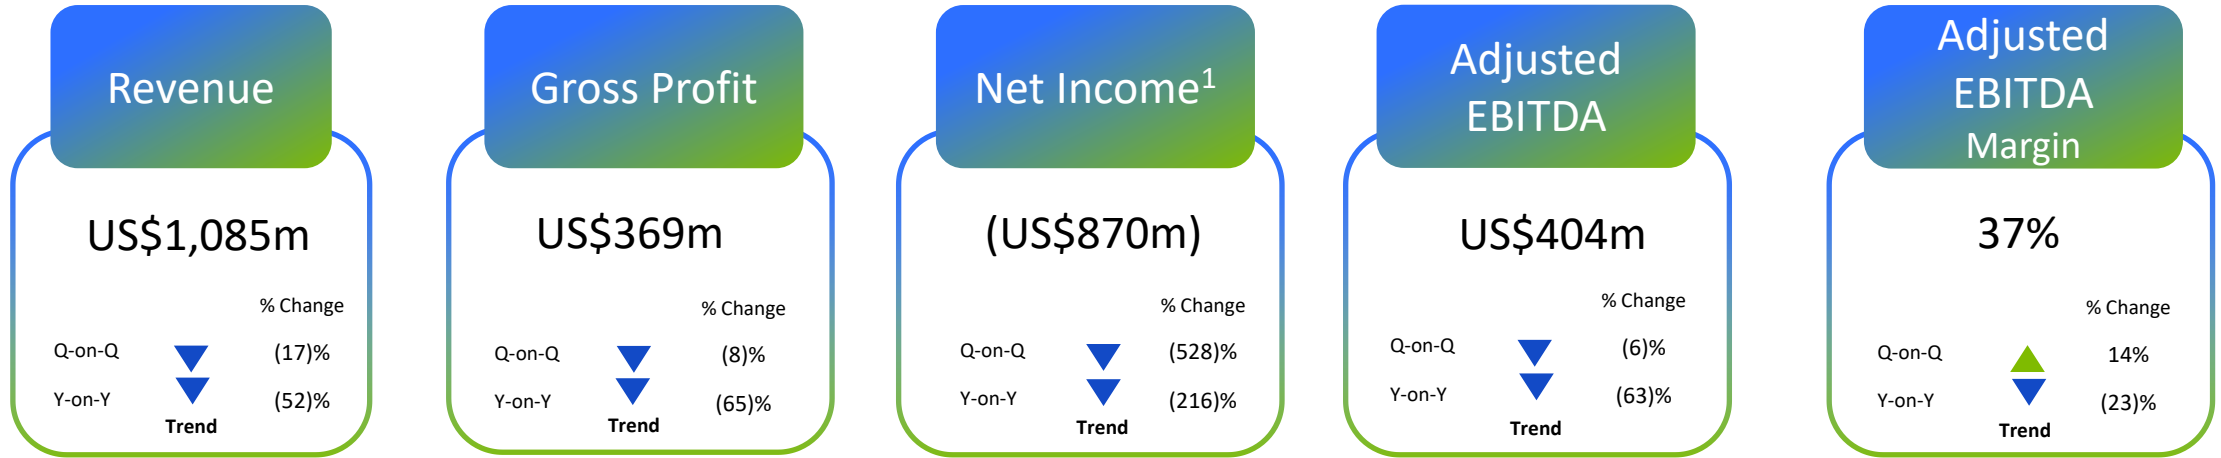 Revenue
US$1,085m
% Change
Q-on-Q (17)%
Y-on-Y (52)%
Trend
Gross Profit
US$369m
% Change
Q-on-Q (8)%
Y-on-Y (65)%
Trend
Net Income¹
(US$870m)
% Change
Q-on-Q (528)%
Y-on-Y (216)%
Trend
Adjusted
EBITDA
US$404m
% Change
Q-on-Q (6)%
Y-on-Y (63)%
Trend
Adjusted
EBITDA
Margin
37%
% Change
Q-on-Q 14%
Y-on-Y (23)%
Trend